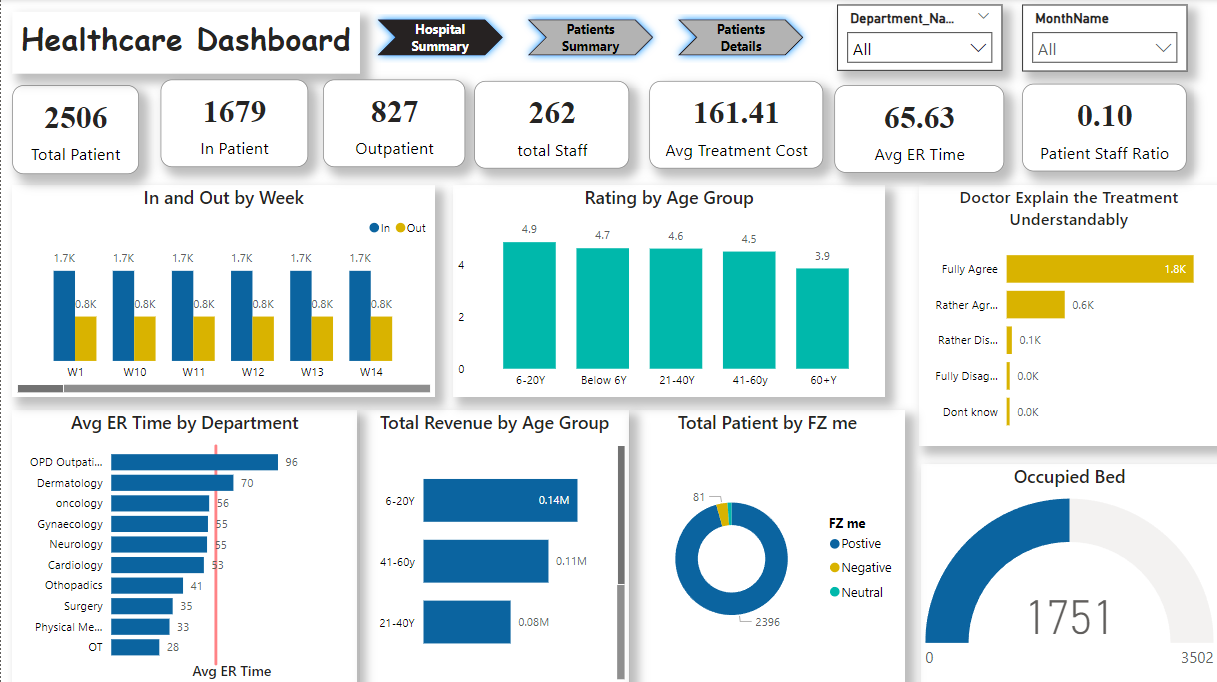 Healthcare Dashboard
Hospital
Summary
Patients
Summary
Patients
Details
Department_Na...
All
MonthName
All
2506
Total Patient
1679
In Patient
827
Outpatient
262
total Staff
161.41
Avg Treatment Cost
65.63
Avg ER Time
0.10
Patient Staff Ratio
In and Out by Week
In Out
1.7K 1.7K 1.7K 1.7K 1.7K 1.7K
0.8K 0.8K 0.8K 0.8K 0.8K 0.8K
W1 W10 W11 W12 W13 W14
Rating by Age Group
4.9 4.7 4.6 4.5 3.9
4
2
0
6-20Y Below 6Y 21-40Y 41-60y 60+Y
Doctor Explain the Treatment
Understandably
Fully Agree 1.8K
Rather Agr... 0.6K
Rather Dis... 0.1K
Fully Disag... 0.0K
Dont know 0.0K
Avg ER Time by Department
OPD Outpati... 96
Dermatology 70
oncology 56
Gynaecology 55
Neurology 55
Cardiology 53
Othopadics 41
Surgery 35
Physical Me... 33
OT 28
Avg ER Time
Total Revenue by Age Group
6-20Y 0.14M
41-60y 0.11M
21-40Y 0.08M
Total Patient by FZ me
81
2396
FZ me
Postive
Negative
Neutral
Occupied Bed
1751
0 3502